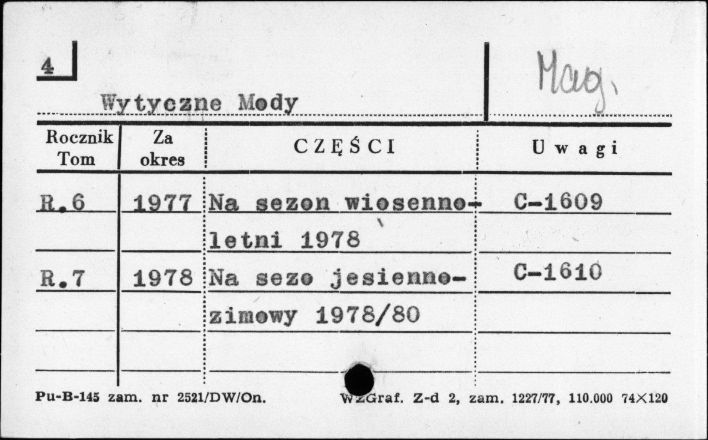 4
Mag.
Wytyczne Mody
Rocznik Tom Za okres CZĘŚCI Uwagi
R.6 1977 Na sezon wiosenno- C-1609
letni 1978
R.7 1978 Na sezo jesienno- C-1610
zimowy 1978/80
Pu-B-145 zam. nr 2521/DW/On. WZGraf. Z-d 2, zam. 1227/77, 110.000 74×120